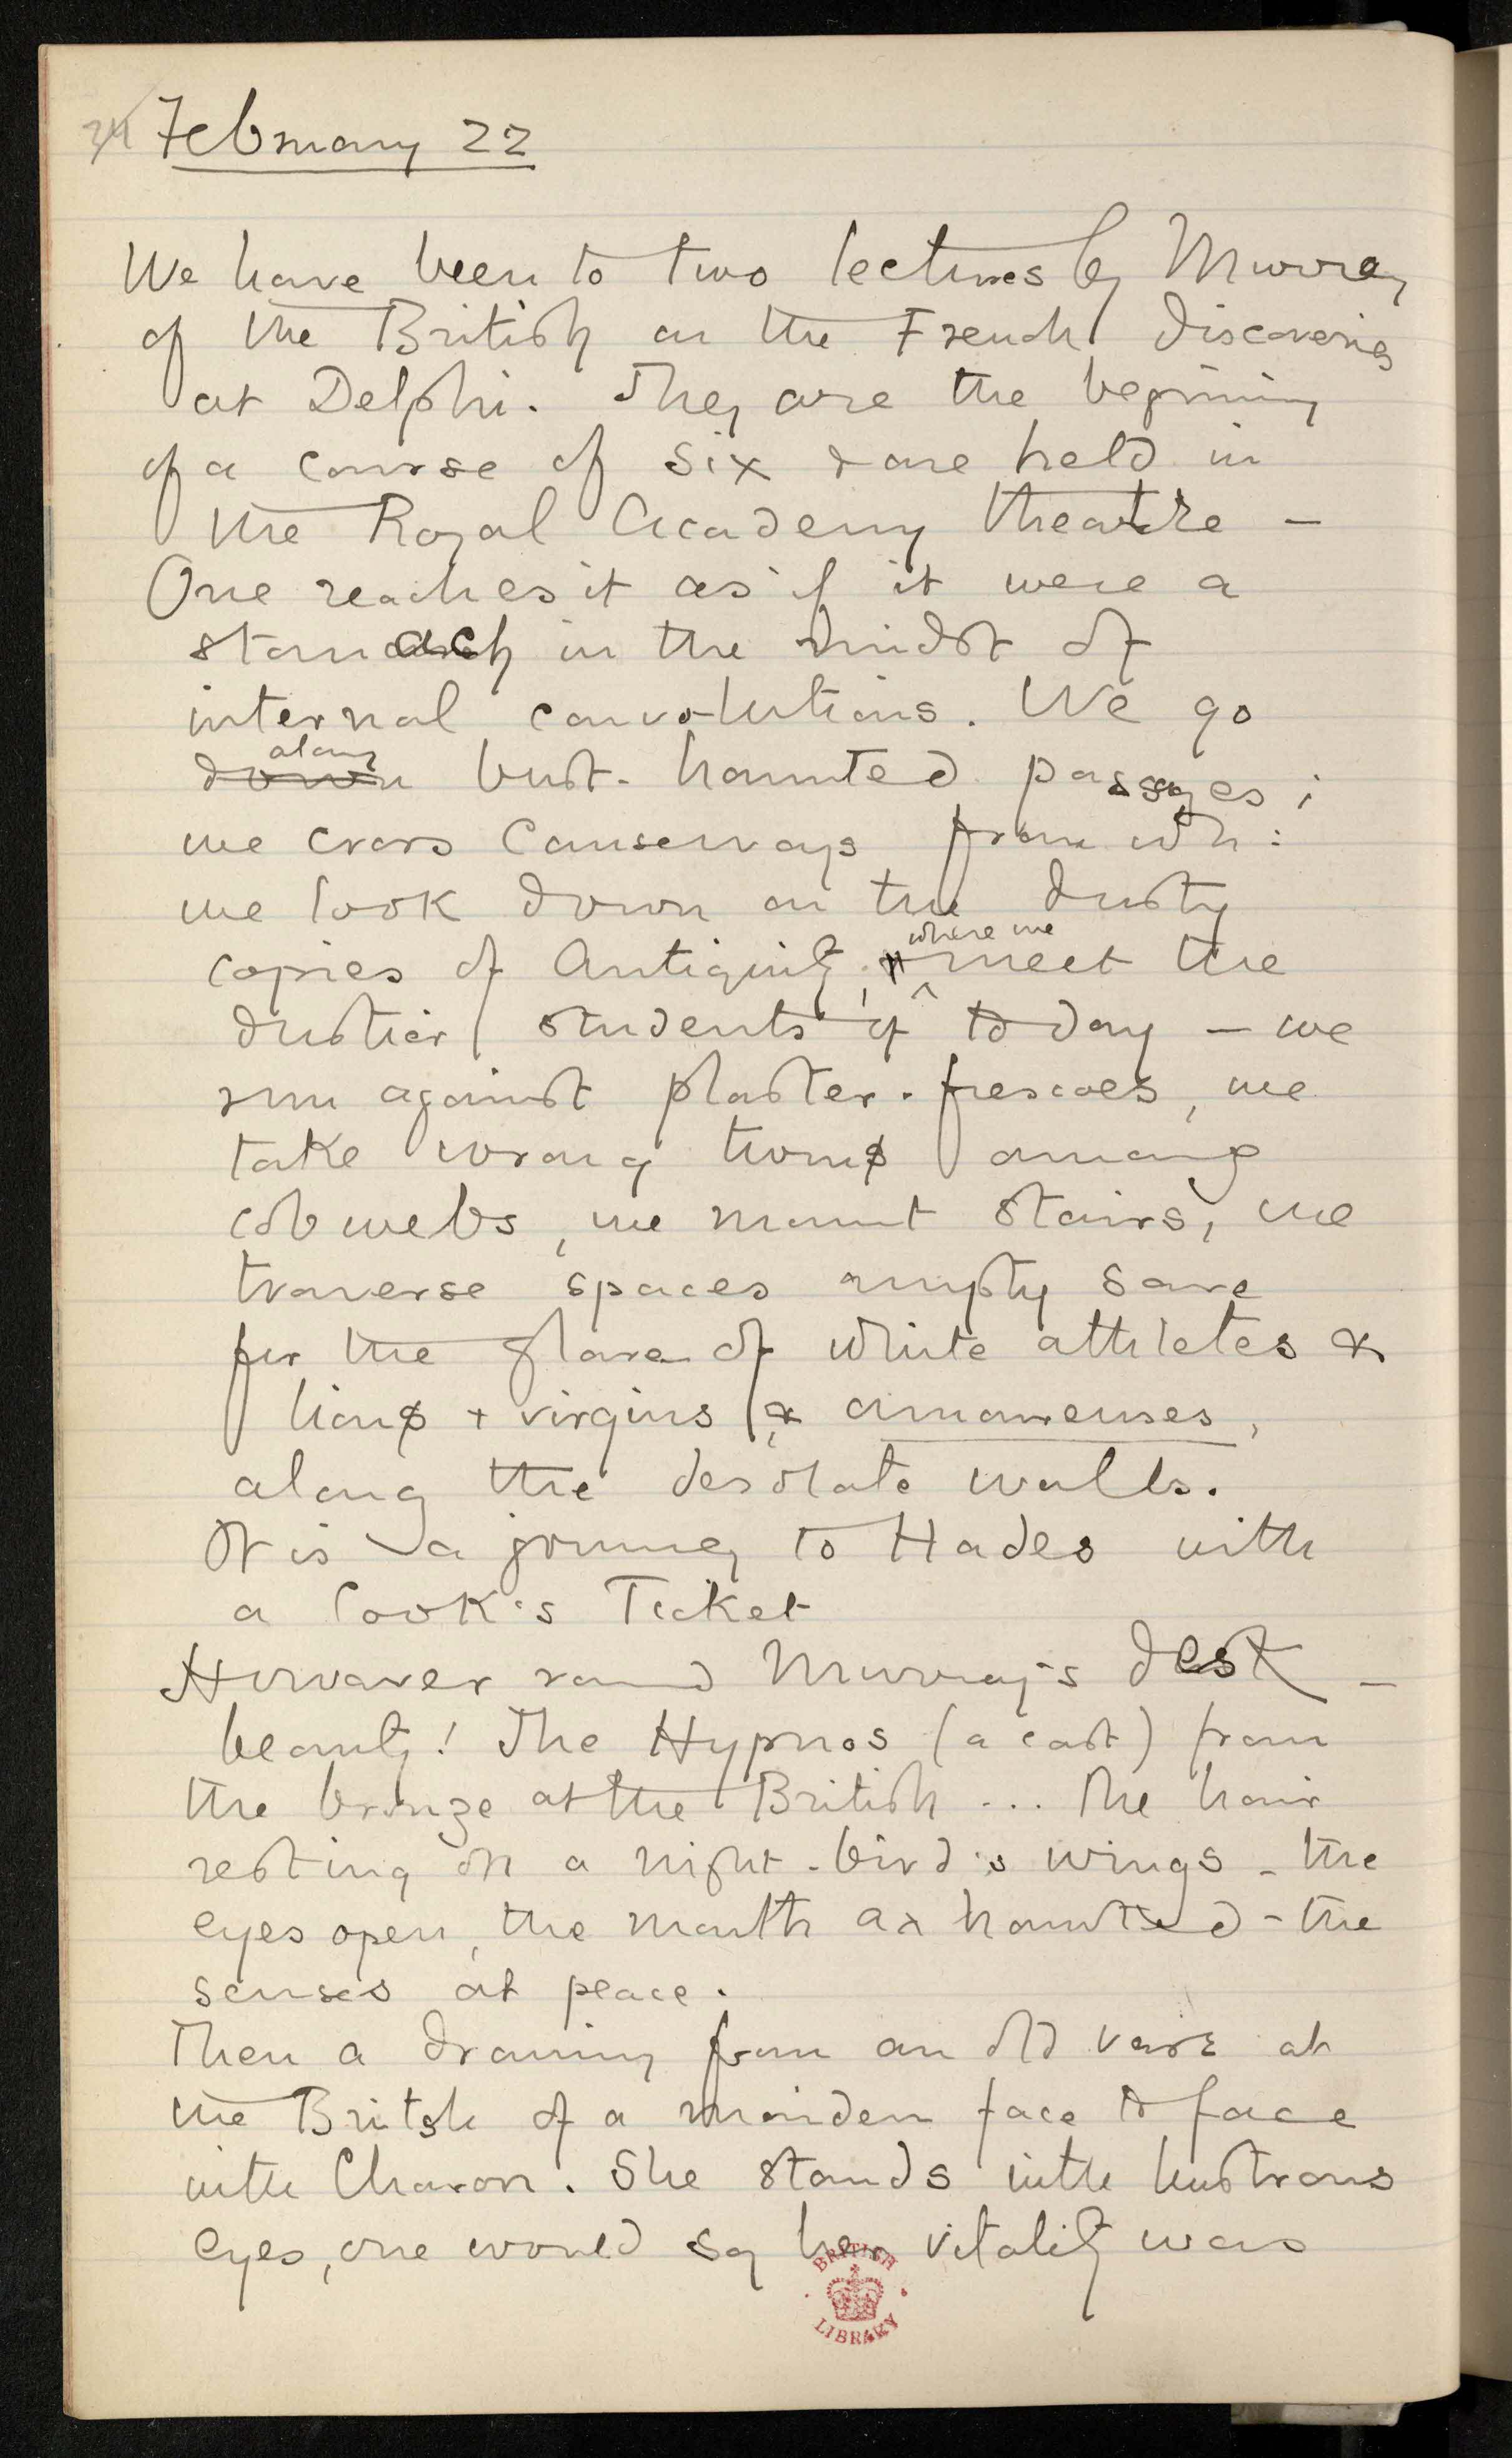 34 February 22
We have been to two lectures by Murray
of the British on the French discoveries
at Delphi. They are the beginning
of a course of six & are held in
the Royal Academy theatre –
One reaches it as if it were a
stomach in the midst of
internal convolutions. We go
down along bust-haunted passages;
we cross Causeways from wh:
we look down on the dusty
copies of Antiquity, where we meet the
dustier students of to day – we
run against plaster-frescoes, we
take wrong turns among
cobwebs, we mount stairs, we
traverse spaces empty save
for the glare of white athletes &
lions & virgins & amoureuses,
along the desolate walls.
It is a journey to Hades with
a Cook's Ticket
However round Murray's desk –
beauty! The Hypnos (a cast) from
the bronze at the British ... The hair
resting on a night-bird's wings – the
eyes open, the mouth as haunted – the
senses at peace.
Then a drawing from an old vase at
the British of a maiden face to face
with Charon. She stands with lustrous
eyes, one would say her vitality was
BRITISH
LIBRARY